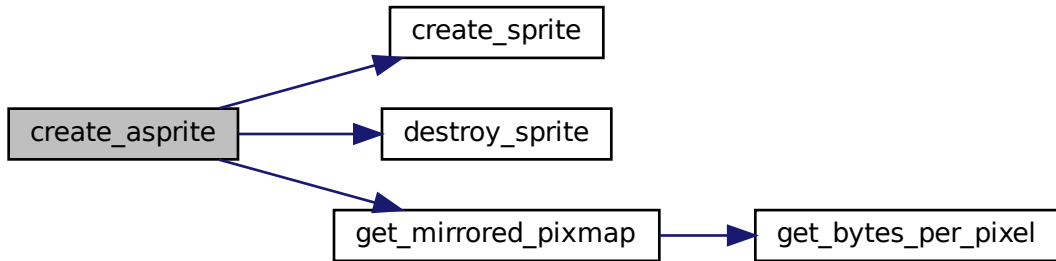 create_sprite
create_asprite
destroy_sprite
get_mirrored_pixmap
get_bytes_per_pixel